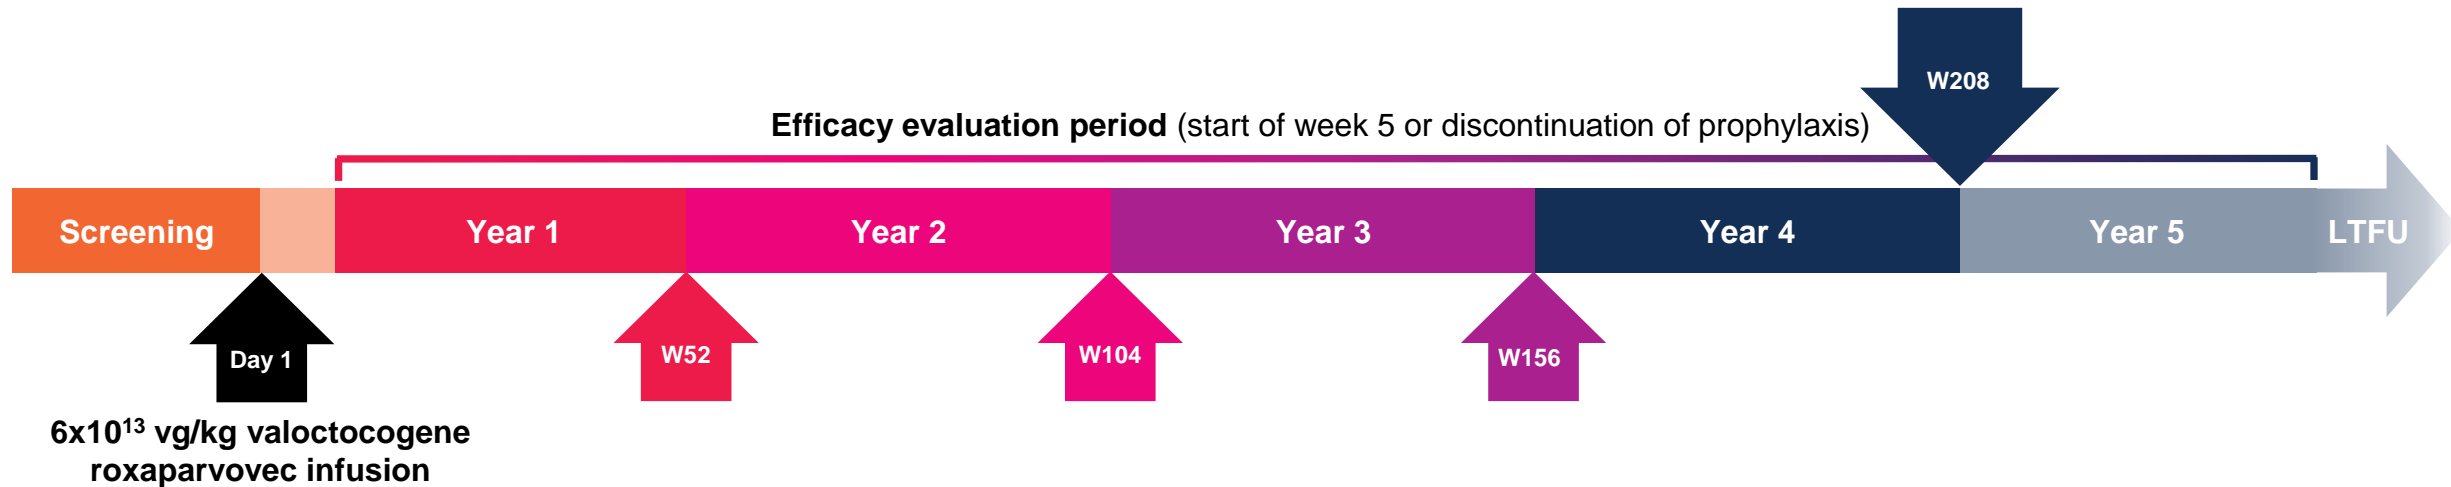 W208
Efficacy evaluation period (start of week 5 or discontinuation of prophylaxis)
Screening
Year 1
Year 2
Year 3
Year 4
Year 5
LTFU
Day 1
W52
W104
W156
6x10¹³ vg/kg valoctocogene
roxaparvovec infusion